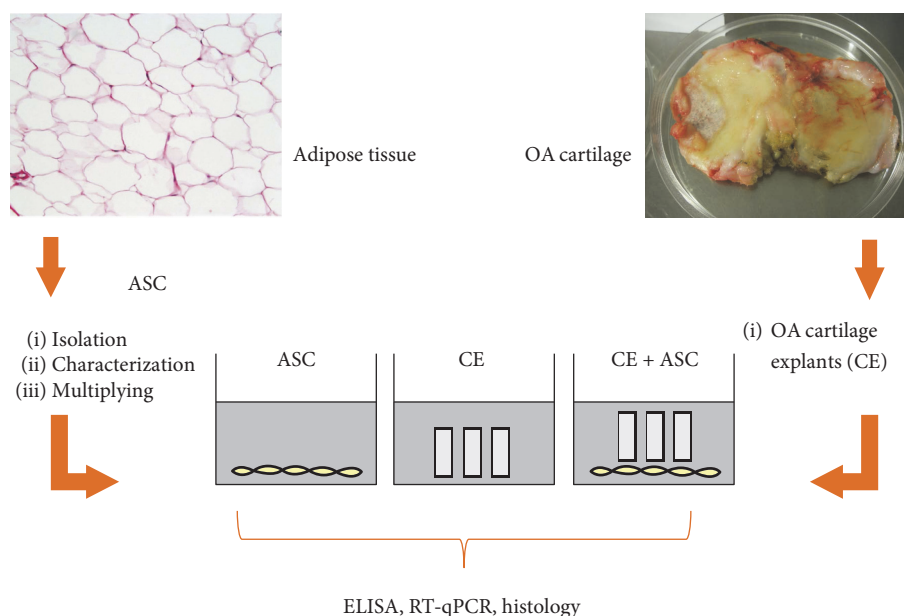 Adipose tissue
OA cartilage
ASC
(i) Isolation
(ii) Characterization
(iii) Multiplying
ASC
CE
CE + ASC
(i) OA cartilage
explants (CE)
ELISA, RT-qPCR, histology